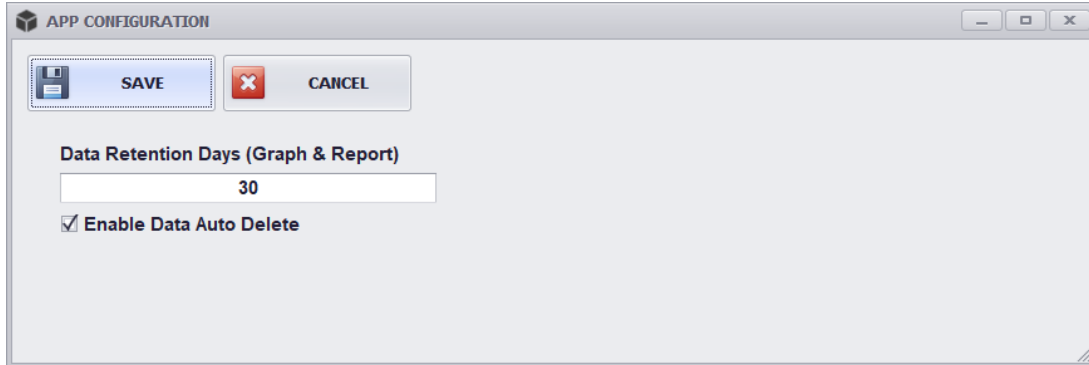 APP CONFIGURATION
SAVE CANCEL
Data Retention Days (Graph & Report)
30
Enable Data Auto Delete